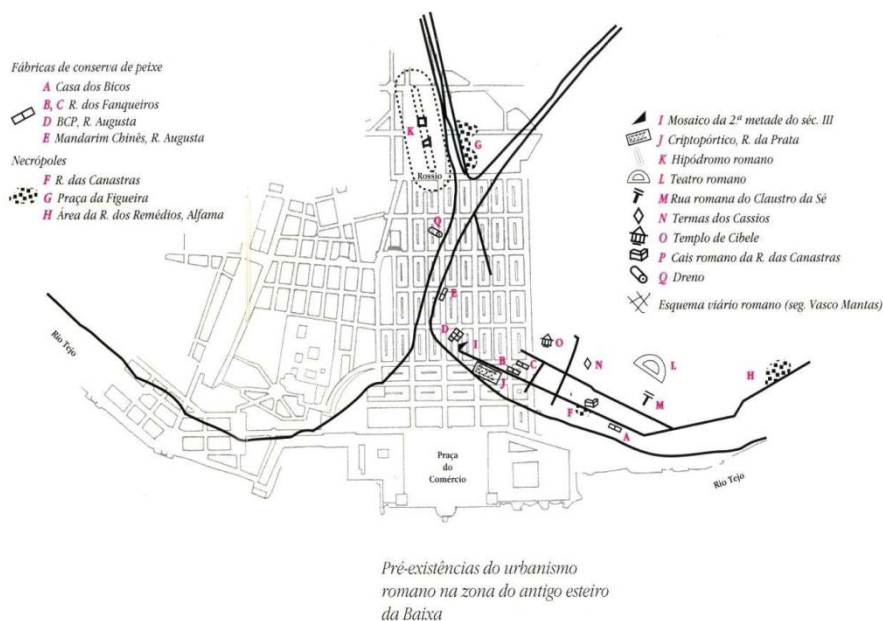 Fábricas de conserva de peixe
A Casa dos Bicos
B, C R. dos Fanqueiros
D BCP, R. Augusta
E Mandarim Chinês, R. Augusta
Necrópoles
F R. das Canastras
G Praça da Figueira
H Área da R. dos Remédios, Alfama
I Mosaico da 2.ª metade do séc. III
J Criptopórtico, R. da Prata
K Hipódromo romano
L Teatro romano
M Rua romana do Claustro da Sé
N Termas dos Cassios
O Templo de Cibele
P Cais romano da R. das Canastras
Q Dreno
Esquema viário romano (seg. Vasco Mantas)
K
G
Rossio
Q
E
D
I
O
B
C
N
L
H
J
M
F
A
Rio Tejo
Rio Tejo
Praça
do
Comércio
Pré-existências do urbanismo
romano na zona do antigo esteiro
da Baixa